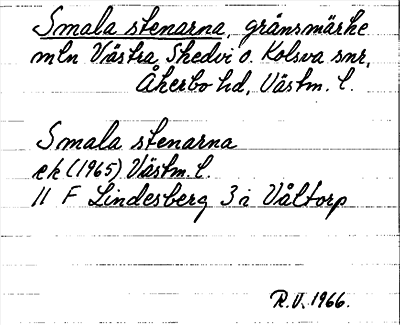 Smala stenarna, gränsmärke
mln Västra Skedvi o. Kolsva snr,
Åkerbo hd, Västm. l.
Smala stenarna
ek (1965) Västm. l.
11 F Lindesberg 3 i Valtorp
R.V. 1966.